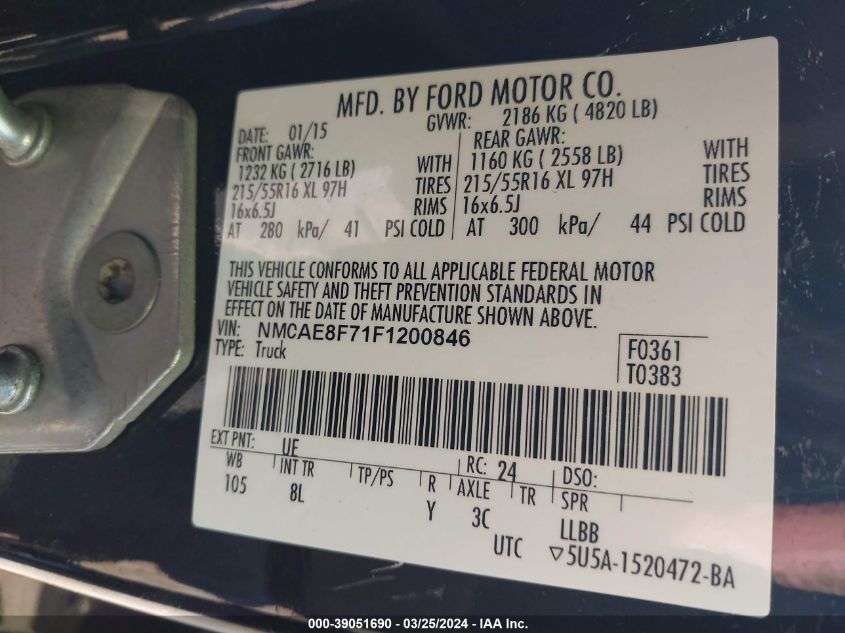 MFD. BY FORD MOTOR CO.
DATE: 01/15 GVWR: 2186 KG ( 4820 LB)
FRONT GAWR: REAR GAWR:
1232 KG ( 2716 LB) WITH 1160 KG ( 2558 LB) WITH
215/55R16 XL 97H TIRES 215/55R16 XL 97H TIRES
16x6.5J RIMS 16x6.5J RIMS
AT 280 kPa/ 41 PSI COLD AT 300 kPa/ 44 PSI COLD
THIS VEHICLE CONFORMS TO ALL APPLICABLE FEDERAL MOTOR
VEHICLE SAFETY AND THEFT PREVENTION STANDARDS IN
EFFECT ON THE DATE OF MANUFACTURE SHOWN ABOVE.
VIN: NMCAE8F71F1200846
TYPE: Truck
F0361
T0383
EXT PNT: UF RC: 24 DSO:
WB INT TR TP/PS R AXLE TR SPR
105 8L Y 3C LLBB
UTC ▽5U5A-1520472-BA
000-39051690 - 03/25/2024 - IAA Inc.